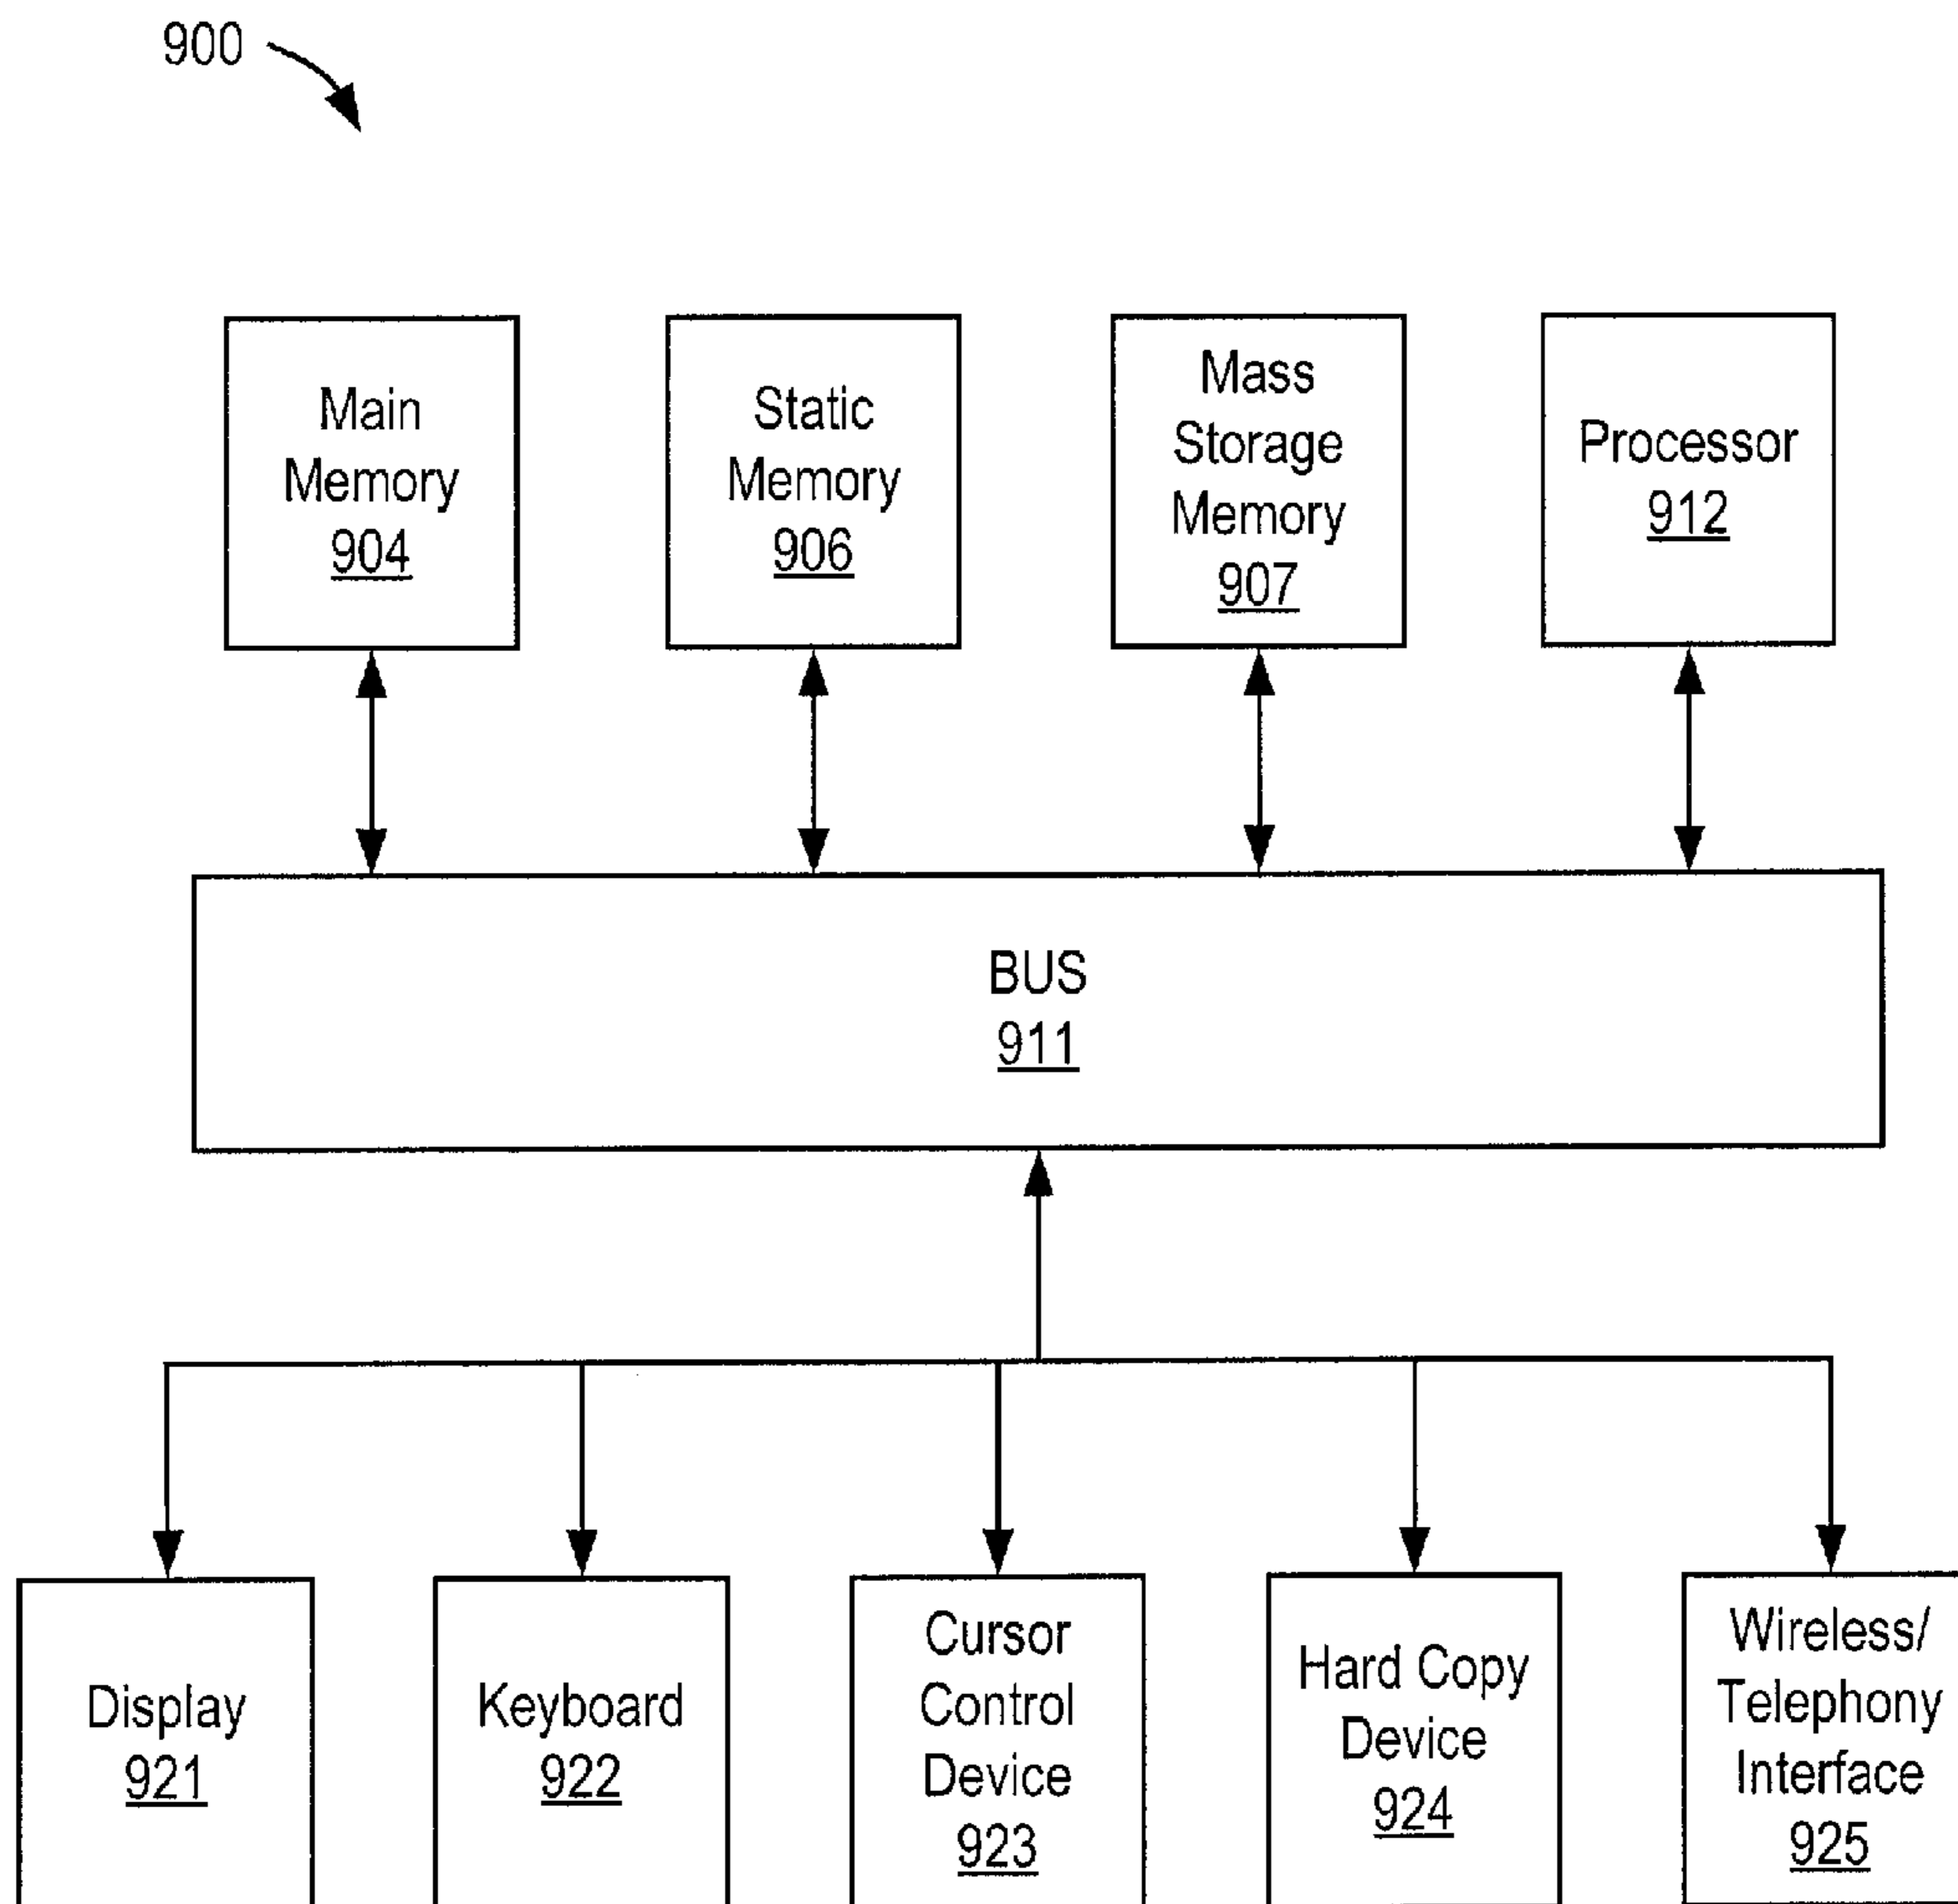 900
Main
Memory
904
Static
Memory
906
Mass
Storage
Memory
907
Processor
912
BUS
911
Display
921
Keyboard
922
Cursor
Control
Device
923
Hard Copy
Device
924
Wireless/
Telephony
Interface
925